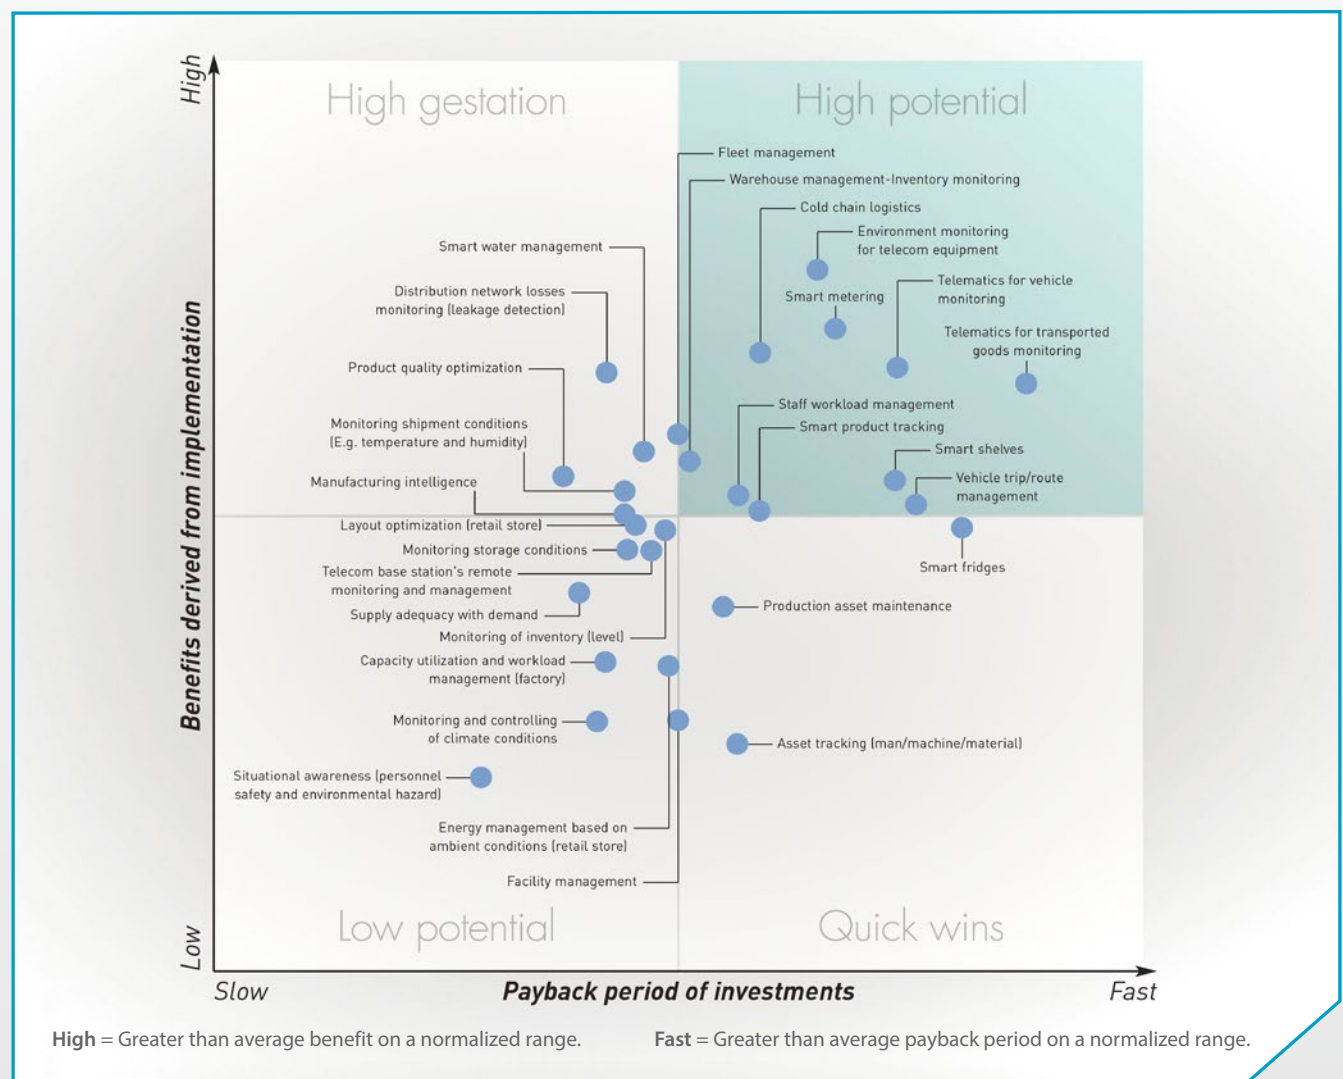 High
High gestation
High potential
Fleet management
Warehouse management-Inventory monitoring
Cold chain logistics
Environment monitoring
for telecom equipment
Smart water management
Telematics for vehicle
monitoring
Distribution network losses
monitoring (leakage detection)
Smart metering
Telematics for transported
goods monitoring
Product quality optimization
Staff workload management
Monitoring shipment conditions
(E.g. temperature and humidity)
Smart product tracking
Smart shelves
Manufacturing intelligence
Vehicle trip/route
management
Layout optimization (retail store)
Monitoring storage conditions
Telecom base station's remote
monitoring and management
Smart fridges
Supply adequacy with demand
Production asset maintenance
Monitoring of inventory (level)
Capacity utilization and workload
management (factory)
Monitoring and controlling
of climate conditions
Asset tracking (man/machine/material)
Situational awareness (personnel
safety and environmental hazard)
Energy management based on
ambient conditions (retail store)
Facility management
Benefits derived from implementation
Low potential
Quick wins
Low
Slow
Payback period of investments
Fast
High = Greater than average benefit on a normalized range.
Fast = Greater than average payback period on a normalized range.